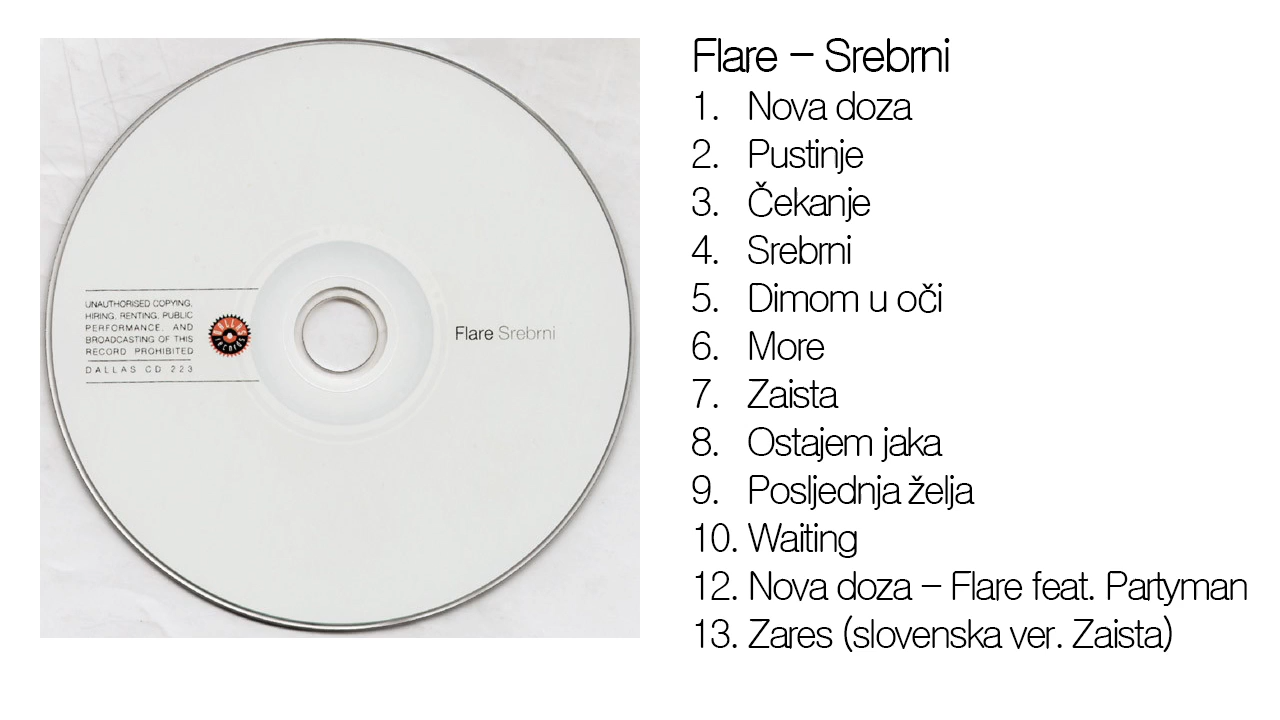 UNAUTHORISED COPYING,
HIRING, RENTING, PUBLIC
PERFORMANCE, AND
BROADCASTING OF THIS
RECORD PROHIBITED
DALLAS CD 223
DALLAS
RECORDS
Flare Srebrni
Flare – Srebrni
1. Nova doza
2. Pustinje
3. Čekanje
4. Srebrni
5. Dimom u oči
6. More
7. Zaista
8. Ostajem jaka
9. Posljednja želja
10. Waiting
12. Nova doza – Flare feat. Partyman
13. Zares (slovenska ver. Zaista)